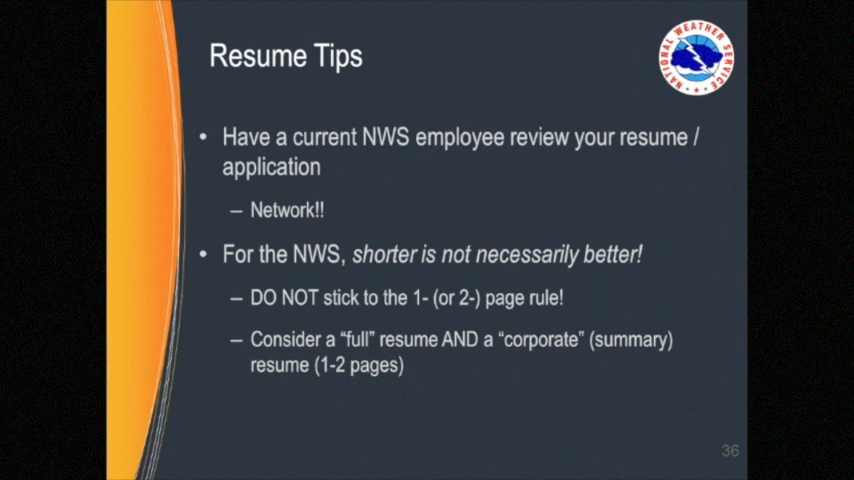 Resume Tips
NATIONAL WEATHER SERVICE
• Have a current NWS employee review your resume /
application
– Network!!
• For the NWS, shorter is not necessarily better!
– DO NOT stick to the 1- (or 2-) page rule!
– Consider a “full” resume AND a “corporate” (summary)
resume (1-2 pages)
36